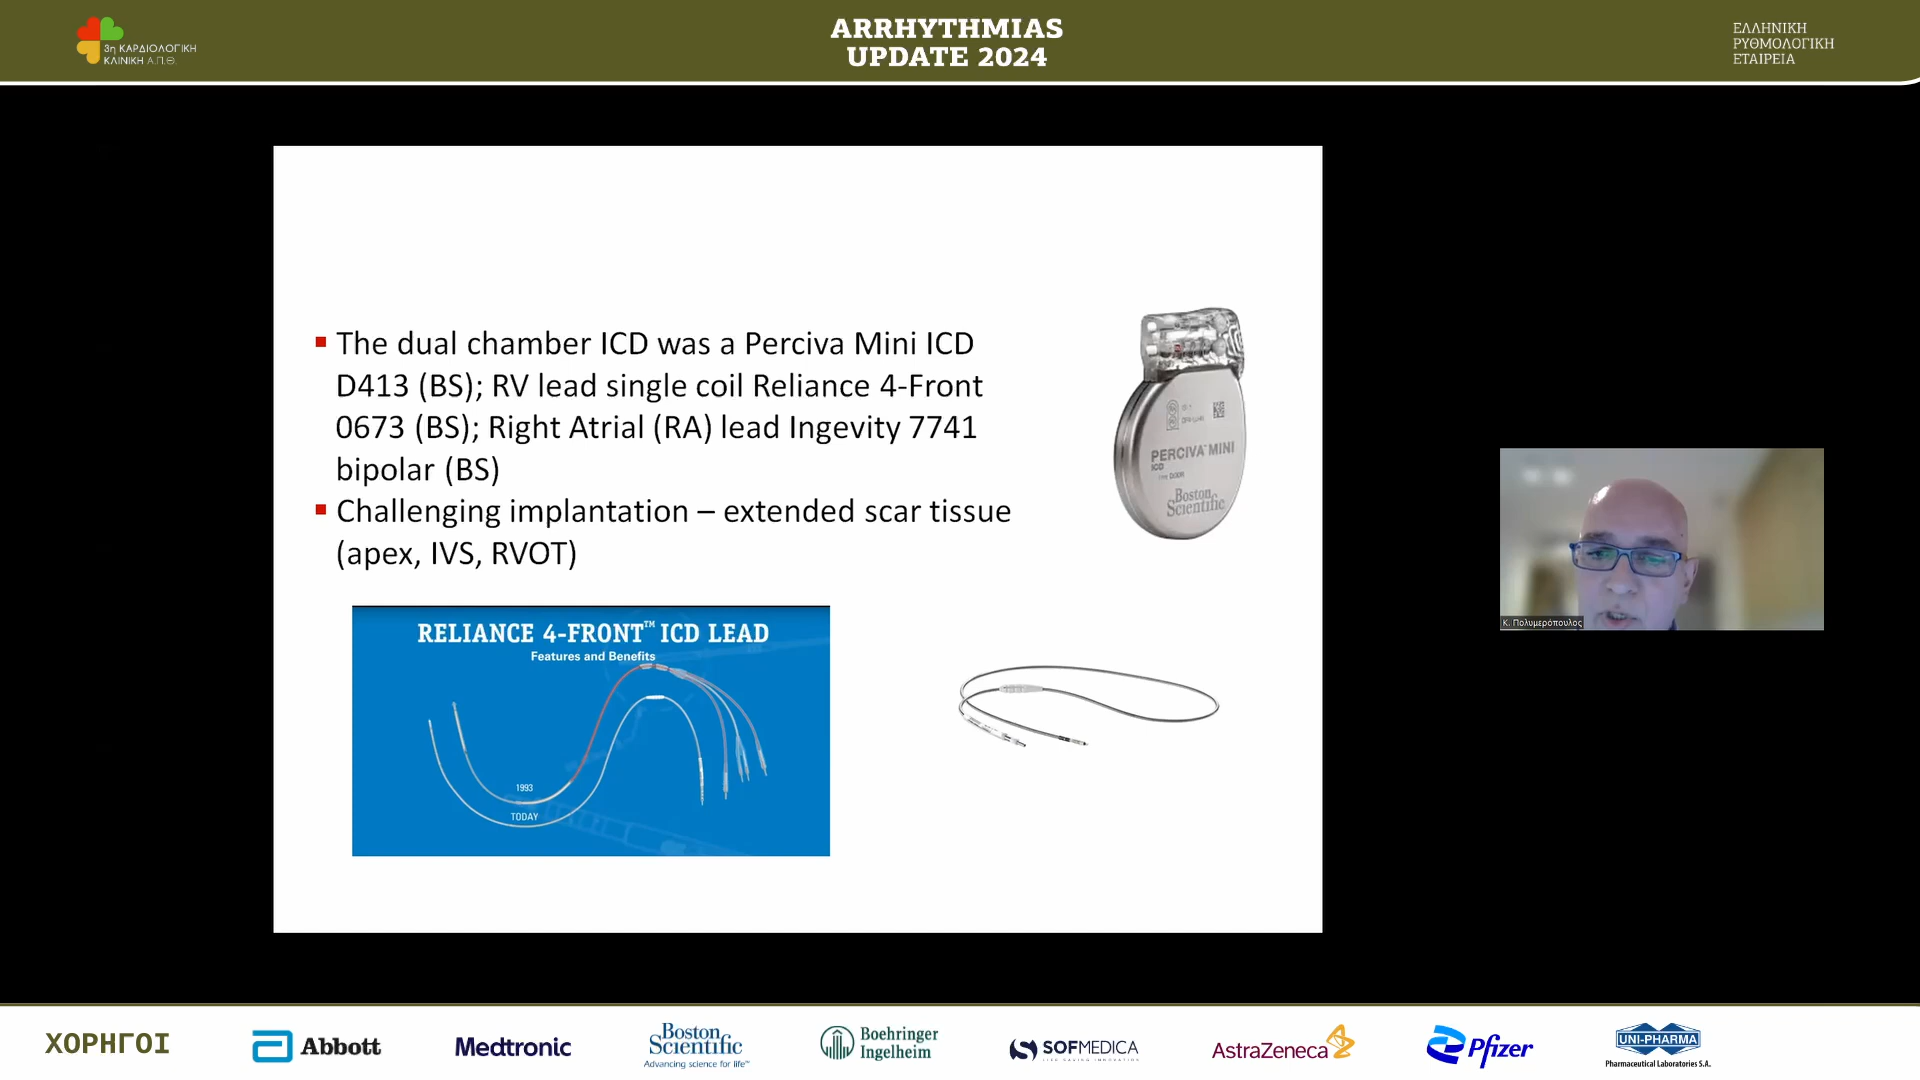 3η ΚΑΡΔΙΟΛΟΓΙΚΗ
ΚΛΙΝΙΚΗ Α.Π.Θ.
ARRHYTHMIAS
UPDATE 2024
ΕΛΛΗΝΙΚΗ
ΡΥΘΜΟΛΟΓΙΚΗ
ΕΤΑΙΡΕΙΑ
The dual chamber ICD was a Perciva Mini ICD
D413 (BS); RV lead single coil Reliance 4-Front
0673 (BS); Right Atrial (RA) lead Ingevity 7741
bipolar (BS)
Challenging implantation – extended scar tissue
(apex, IVS, RVOT)
PERCIVA™ MINI
ICD
Boston
Scientific
RELIANCE 4-FRONT™ ICD LEAD
Features and Benefits
1993
TODAY
Κ. Πολυμερόπουλος
ΧΟΡΗΓΟΙ
Abbott
Medtronic
Boston
Scientific
Advancing science for life™
Boehringer
Ingelheim
SOFMEDICA
AstraZeneca
Pfizer
UNI-PHARMA
Pharmaceutical Laboratories S.A.